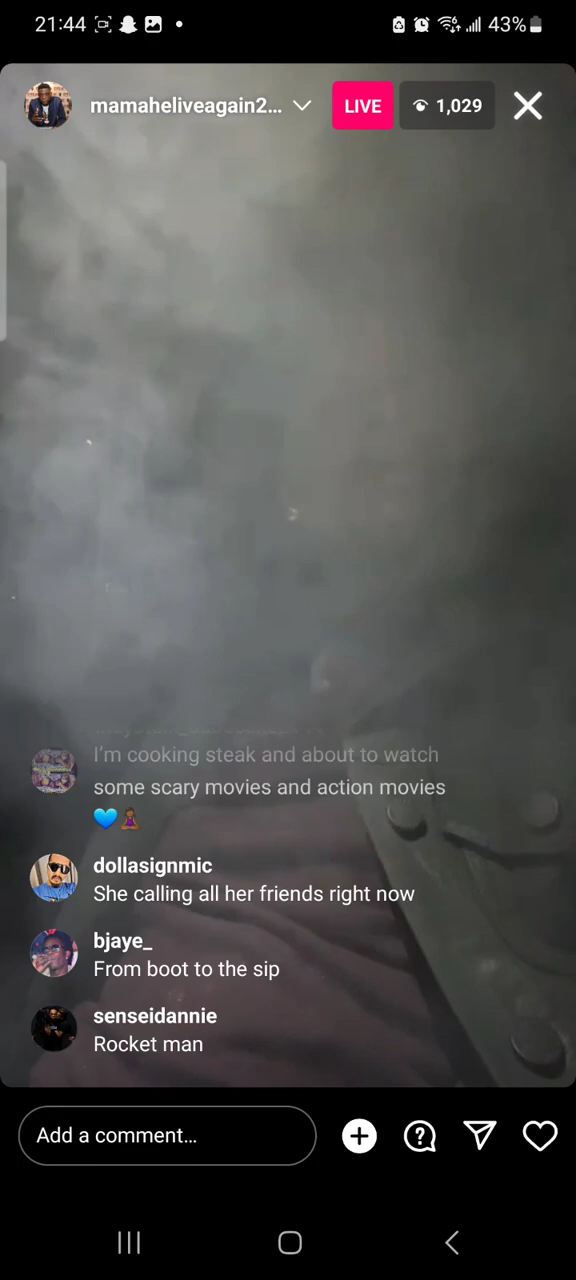 21:44
43%
mamaheliveagain2...
LIVE
1,029
I'm cooking steak and about to watch
some scary movies and action movies
💙🧘🏾‍♀️
dollasignmic
She calling all her friends right now
bjaye_
From boot to the sip
senseidannie
Rocket man
Add a comment...